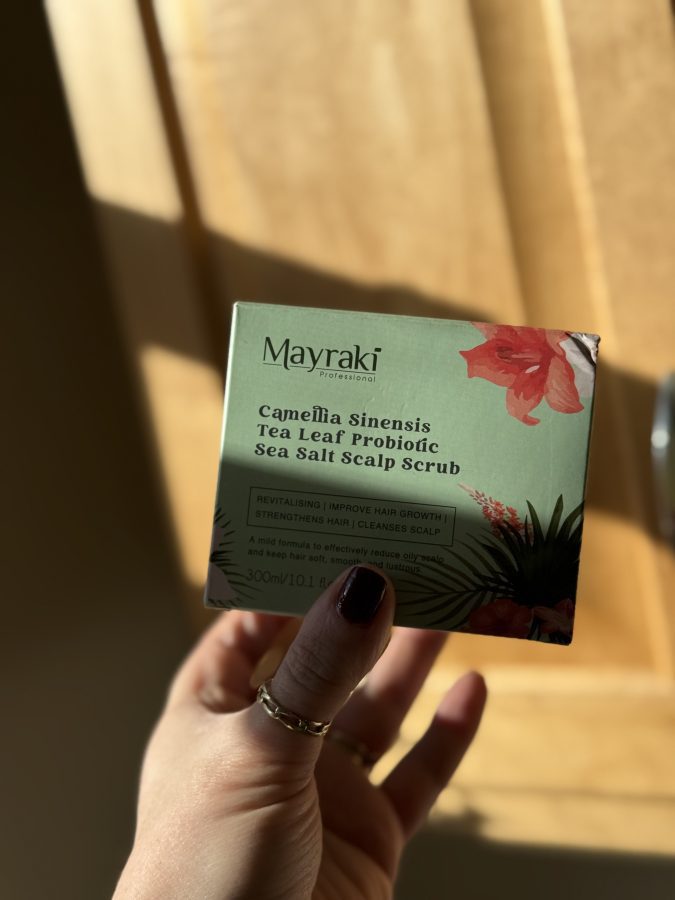 Mayraki
Professional
Camellia Sinensis
Tea Leaf Probiotic
Sea Salt Scalp Scrub
REVITALISING | IMPROVE HAIR GROWTH |
STRENGTHENS HAIR | CLEANSES SCALP
A mild formula to effectively reduce oily scalp
and keep hair soft, smooth, and lustrous.
300ml/10.1 fl.